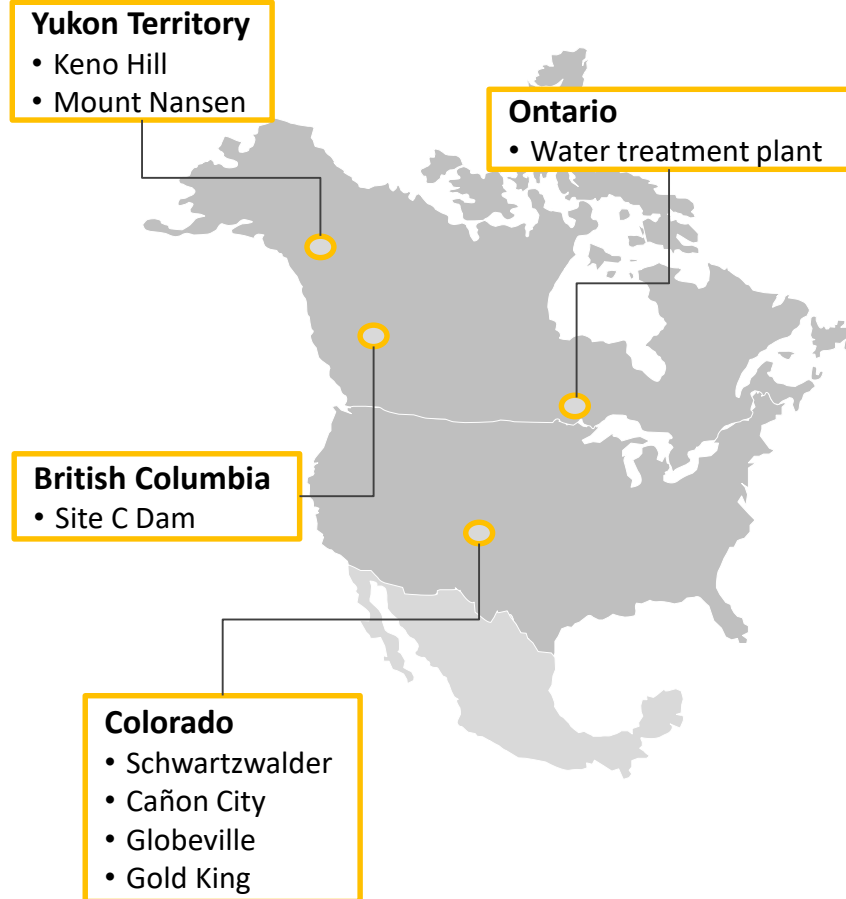 Yukon Territory
• Keno Hill
• Mount Nansen
Ontario
• Water treatment plant
British Columbia
• Site C Dam
Colorado
• Schwartzwalder
• Cañon City
• Globeville
• Gold King